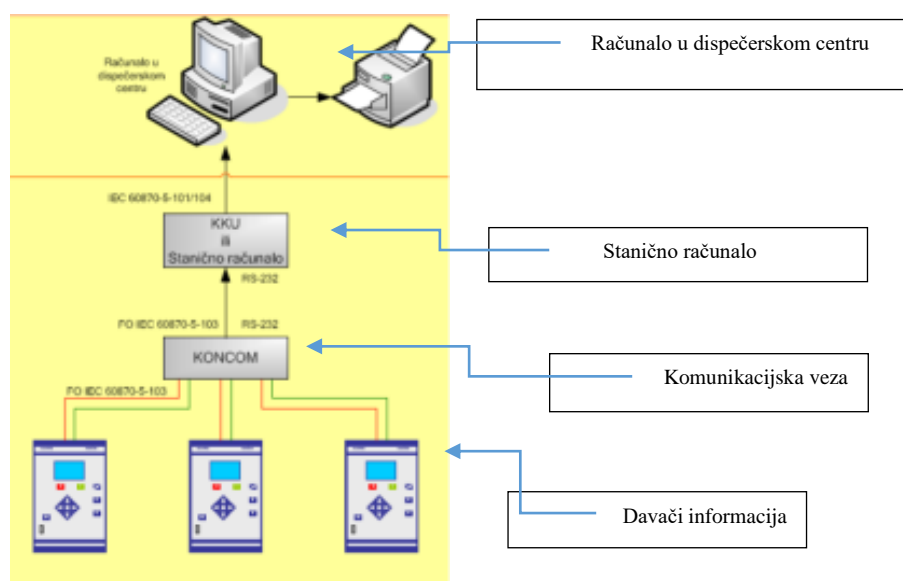 Računalo u dispečerskom centru
Računalo u
dispečerskom
centru
IEC 60870-5-101/104
KKU
ili
Stanično računalo
Stanično računalo
RS-232
FO IEC 60870-5-103
RS-232
KONCOM
Komunikacijska veza
FO IEC 60870-5-103
Davači informacija